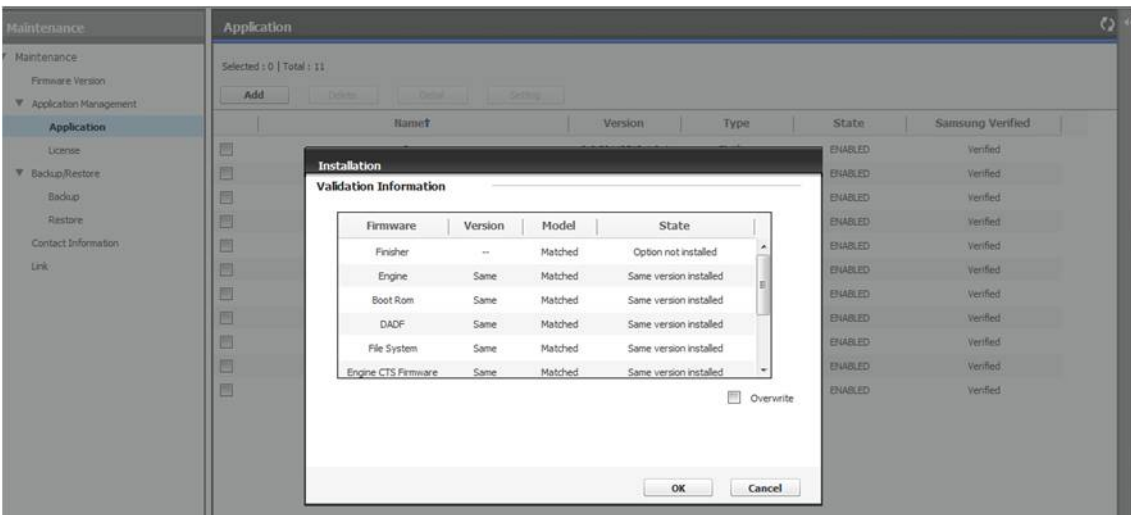 Maintenance
Application
Maintenance
Firmware Version
Application Management
Application
License
Backup/Restore
Backup
Restore
Contact Information
Link
Selected : 0 | Total : 11
Add Delete Detail Setting
Name Version Type State Samsung Verified
ENABLED Verified
ENABLED Verified
ENABLED Verified
ENABLED Verified
ENABLED Verified
ENABLED Verified
ENABLED Verified
ENABLED Verified
ENABLED Verified
ENABLED Verified
ENABLED Verified
Installation
Validation Information
Firmware Version Model State
Finisher -- Matched Option not installed
Engine Same Matched Same version installed
Boot Rom Same Matched Same version installed
DADF Same Matched Same version installed
File System Same Matched Same version installed
Engine CTS Firmware Same Matched Same version installed
Overwrite
OK Cancel